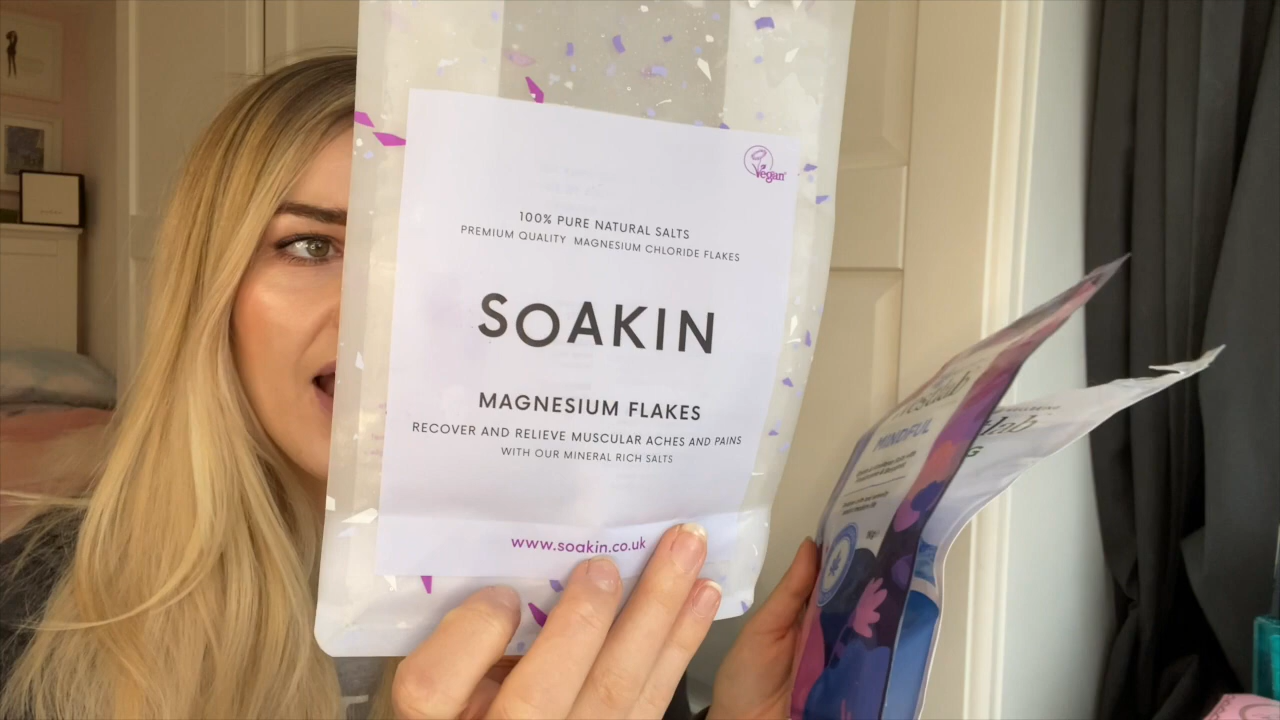 Vegan
100% PURE NATURAL SALTS
PREMIUM QUALITY MAGNESIUM CHLORIDE FLAKES
SOAKIN
MAGNESIUM FLAKES
RECOVER AND RELIEVE MUSCULAR ACHES AND PAINS
WITH OUR MINERAL RICH SALTS
www.soakin.co.uk
MINDFUL